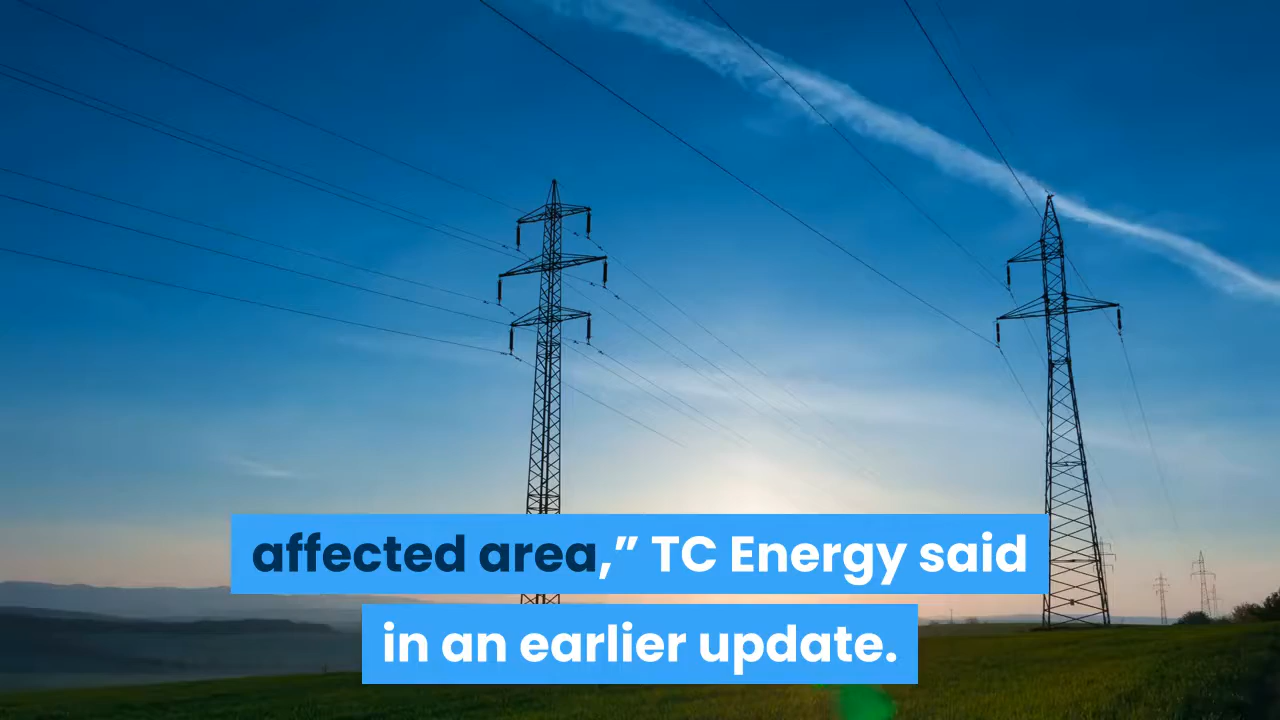 affected area,” TC Energy said
in an earlier update.